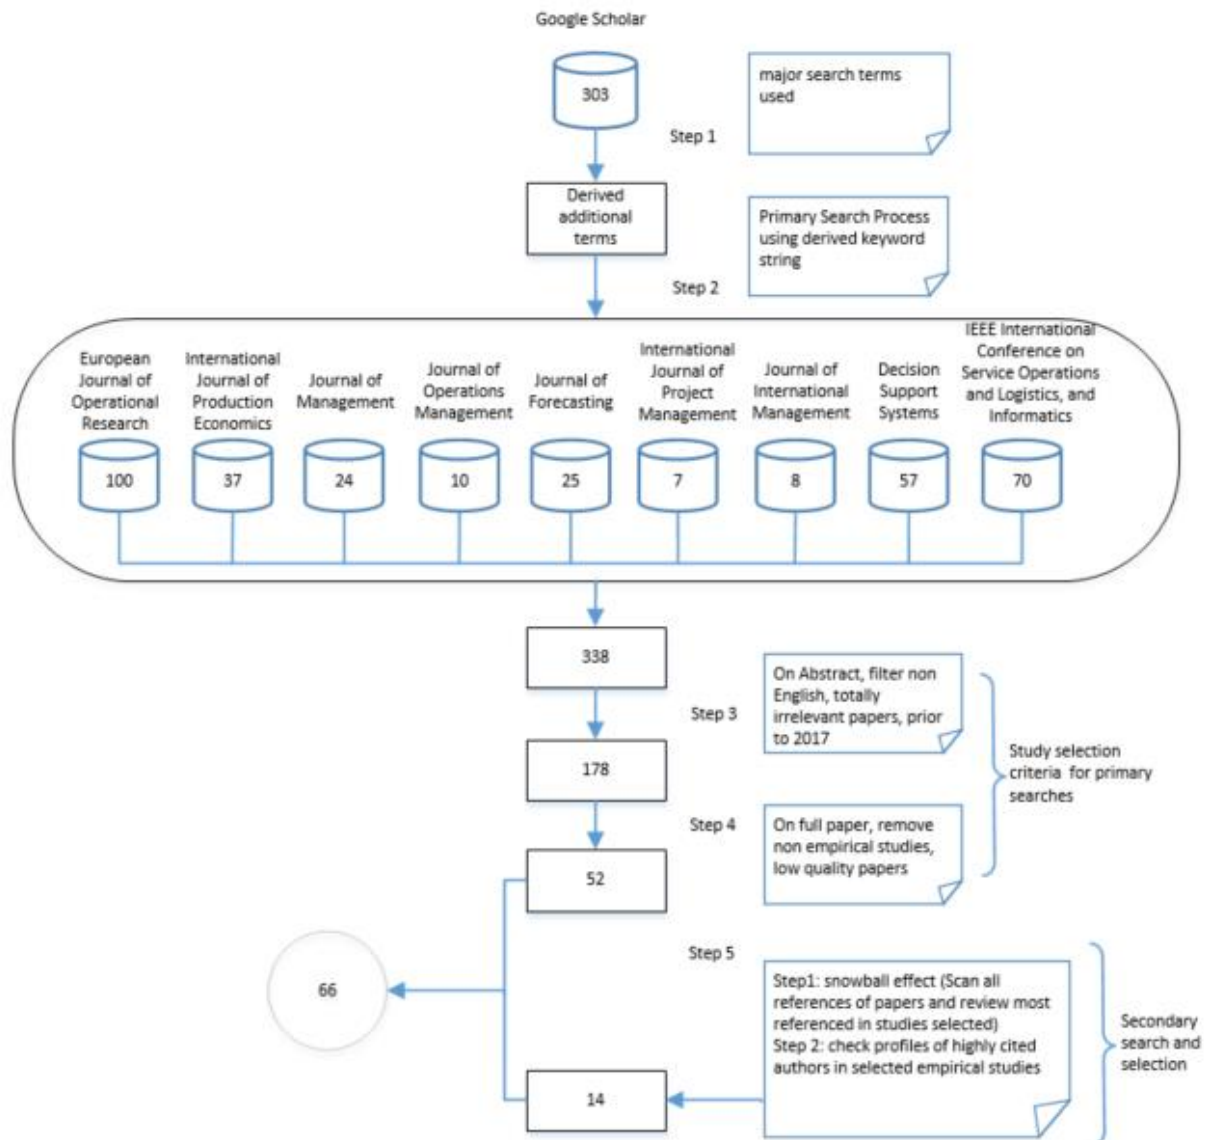 Google Scholar
303
major search terms
used
Step 1
Derived
additional
terms
Primary Search Process
using derived keyword
string
Step 2
European
Journal of
Operational
Research
International
Journal of
Production
Economics
Journal of
Management
Journal of
Operations
Management
Journal of
Forecasting
International
Journal of
Project
Management
Journal of
International
Management
Decision
Support
Systems
IEEE International
Conference on
Service Operations
and Logistics, and
Informatics
100
37
24
10
25
7
8
57
70
338
On Abstract, filter non
English, totally
irrelevant papers, prior
to 2017
Step 3
178
Study selection
criteria for primary
searches
Step 4
On full paper, remove
non empirical studies,
low quality papers
52
Step 5
66
Step1: snowball effect (Scan all
references of papers and review most
referenced in studies selected)
Step 2: check profiles of highly cited
authors in selected empirical studies
Secondary
search and
selection
14